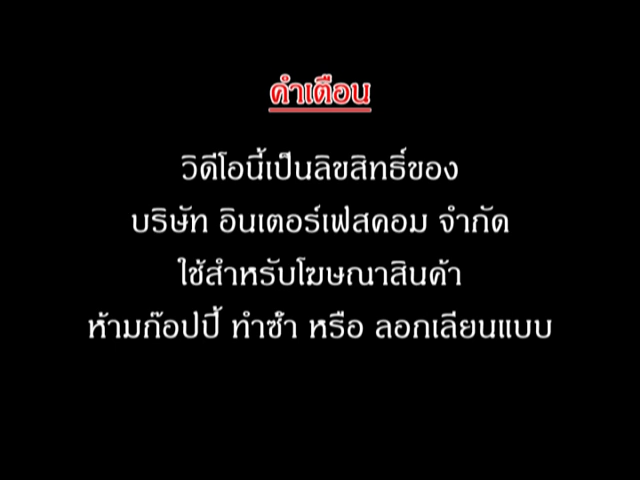 คำเตือน
วิดีโอนี้เป็นลิขสิทธิ์ของ
บริษัท อินเตอร์เฟสคอม จำกัด
ใช้สำหรับโฆษณาสินค้า
ห้ามก๊อปปี้ ทำซ้ำ หรือ ลอกเลียนแบบ